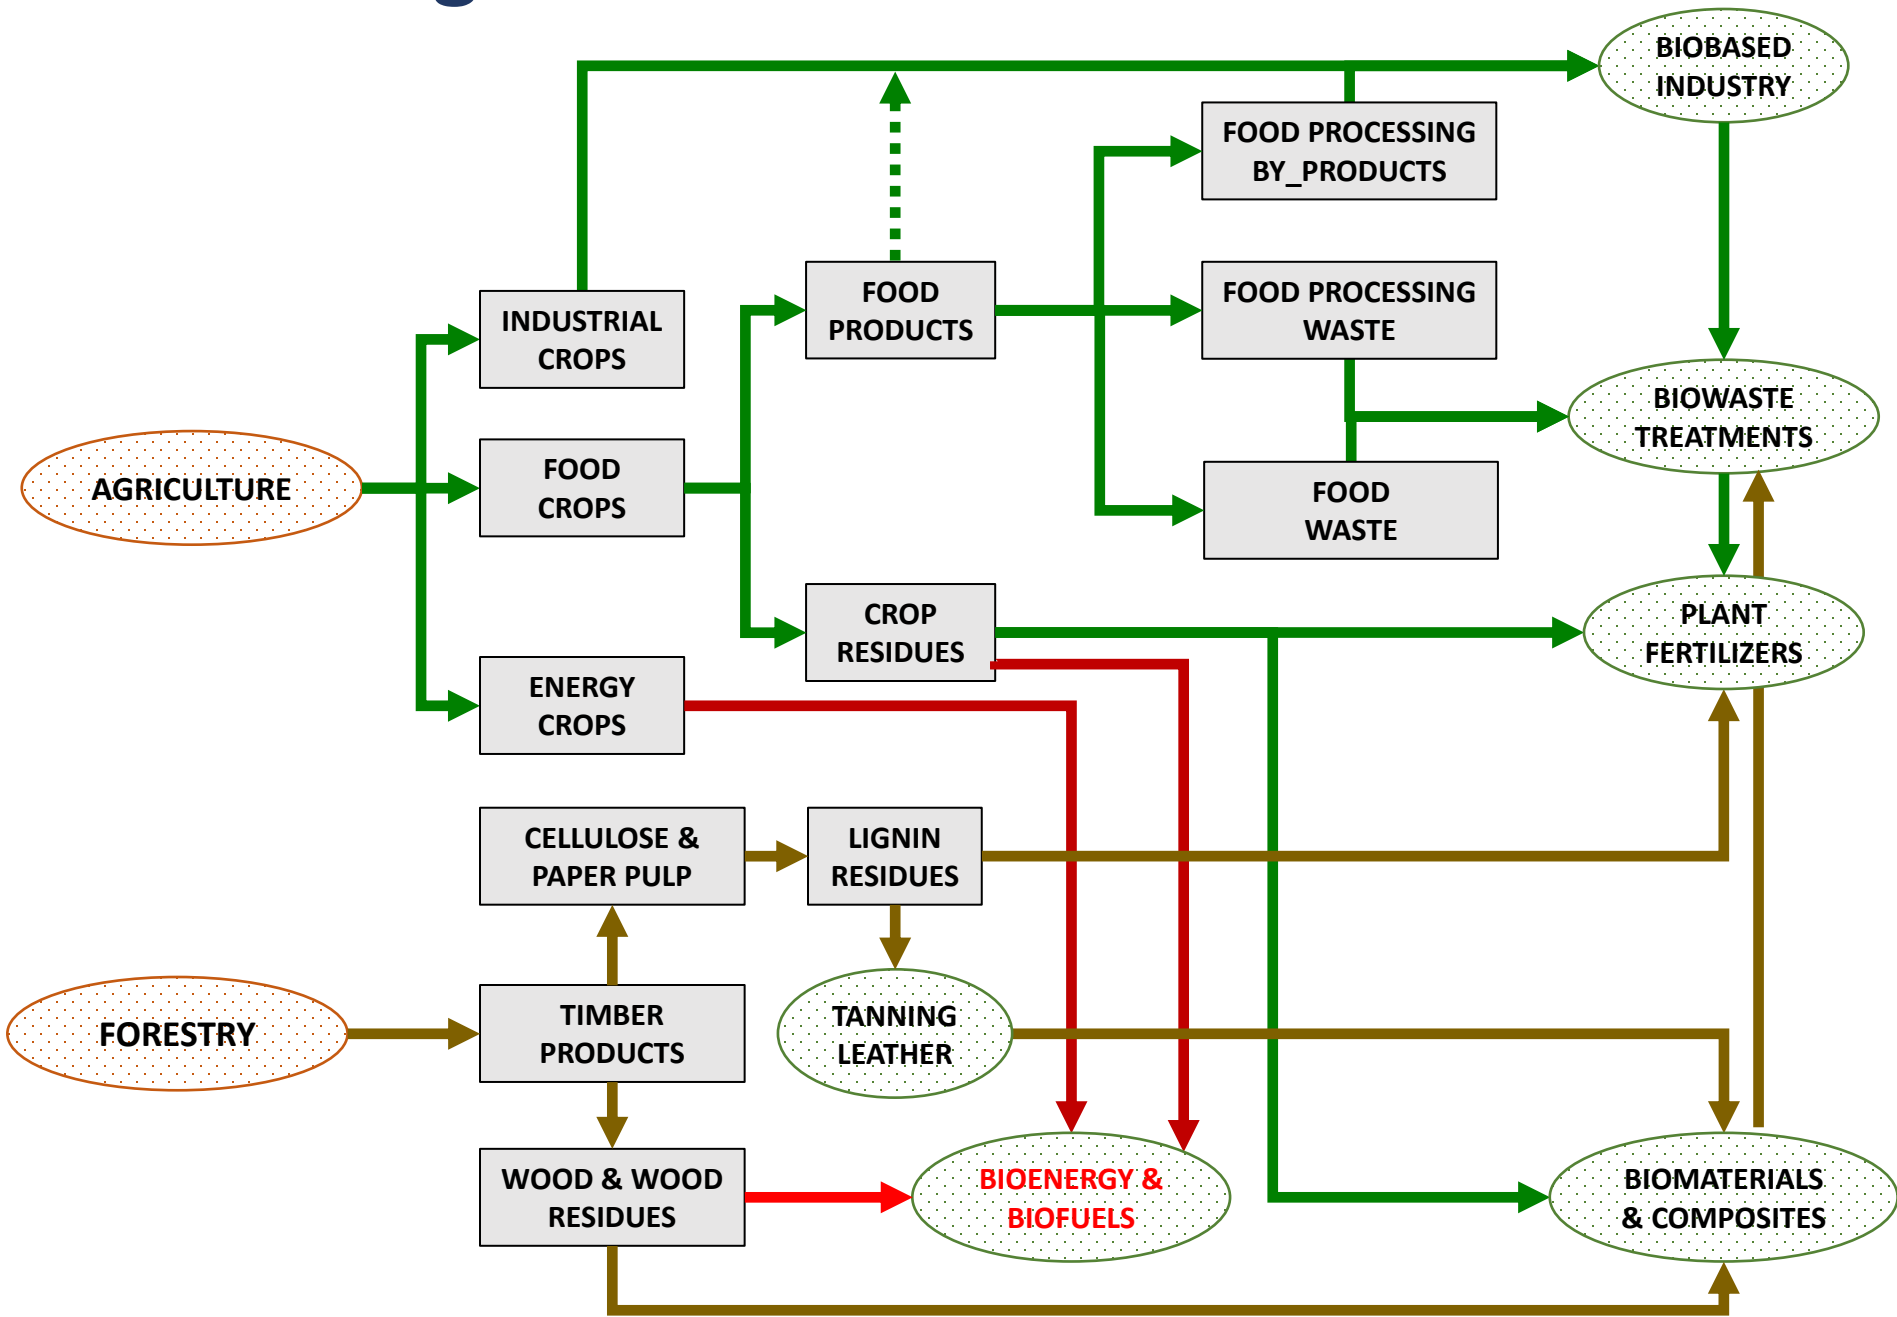 BIOBASED
INDUSTRY
FOOD PROCESSING
BY_PRODUCTS
FOOD
PRODUCTS
FOOD PROCESSING
WASTE
INDUSTRIAL
CROPS
BIOWASTE
TREATMENTS
AGRICULTURE
FOOD
CROPS
FOOD
WASTE
CROP
RESIDUES
PLANT
FERTILIZERS
ENERGY
CROPS
CELLULOSE &
PAPER PULP
LIGNIN
RESIDUES
FORESTRY
TIMBER
PRODUCTS
TANNING
LEATHER
WOOD & WOOD
RESIDUES
BIOENERGY &
BIOFUELS
BIOMATERIALS
& COMPOSITES